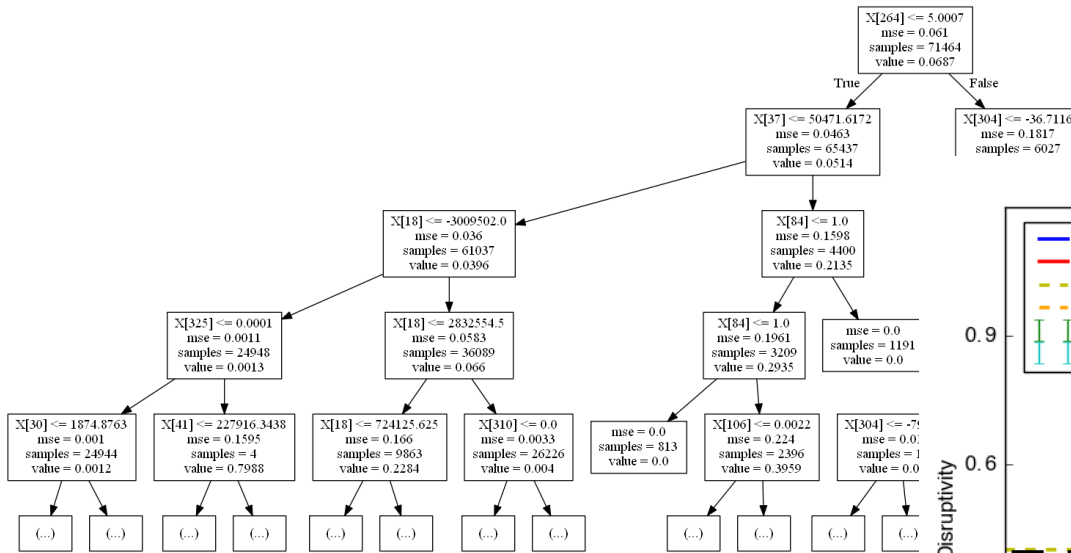 X[264] <= 5.0007
mse = 0.061
samples = 71464
value = 0.0687
True
False
X[37] <= 50471.6172
mse = 0.0463
samples = 65437
value = 0.0514
X[304] <= -36.7116
mse = 0.1817
samples = 6027
X[18] <= -3009502.0
mse = 0.036
samples = 61037
value = 0.0396
X[84] <= 1.0
mse = 0.1598
samples = 4400
value = 0.2135
X[325] <= 0.0001
mse = 0.0011
samples = 24948
value = 0.0013
X[18] <= 2832554.5
mse = 0.0583
samples = 36089
value = 0.066
X[84] <= 1.0
mse = 0.1961
samples = 3209
value = 0.2935
mse = 0.0
samples = 1191
value = 0.0
X[30] <= 1874.8763
mse = 0.001
samples = 24944
value = 0.0012
X[41] <= 227916.3438
mse = 0.1595
samples = 4
value = 0.7988
X[18] <= 724125.625
mse = 0.166
samples = 9863
value = 0.2284
X[310] <= 0.0
mse = 0.0033
samples = 26226
value = 0.004
mse = 0.0
samples = 813
value = 0.0
X[106] <= 0.0022
mse = 0.224
samples = 2396
value = 0.3959
X[304] <=
mse =
samples =
value =
(...)
(...)
(...)
(...)
(...)
(...)
(...)
(...)
(...)
(...)
(...)
0.9
0.6
Disruptivity